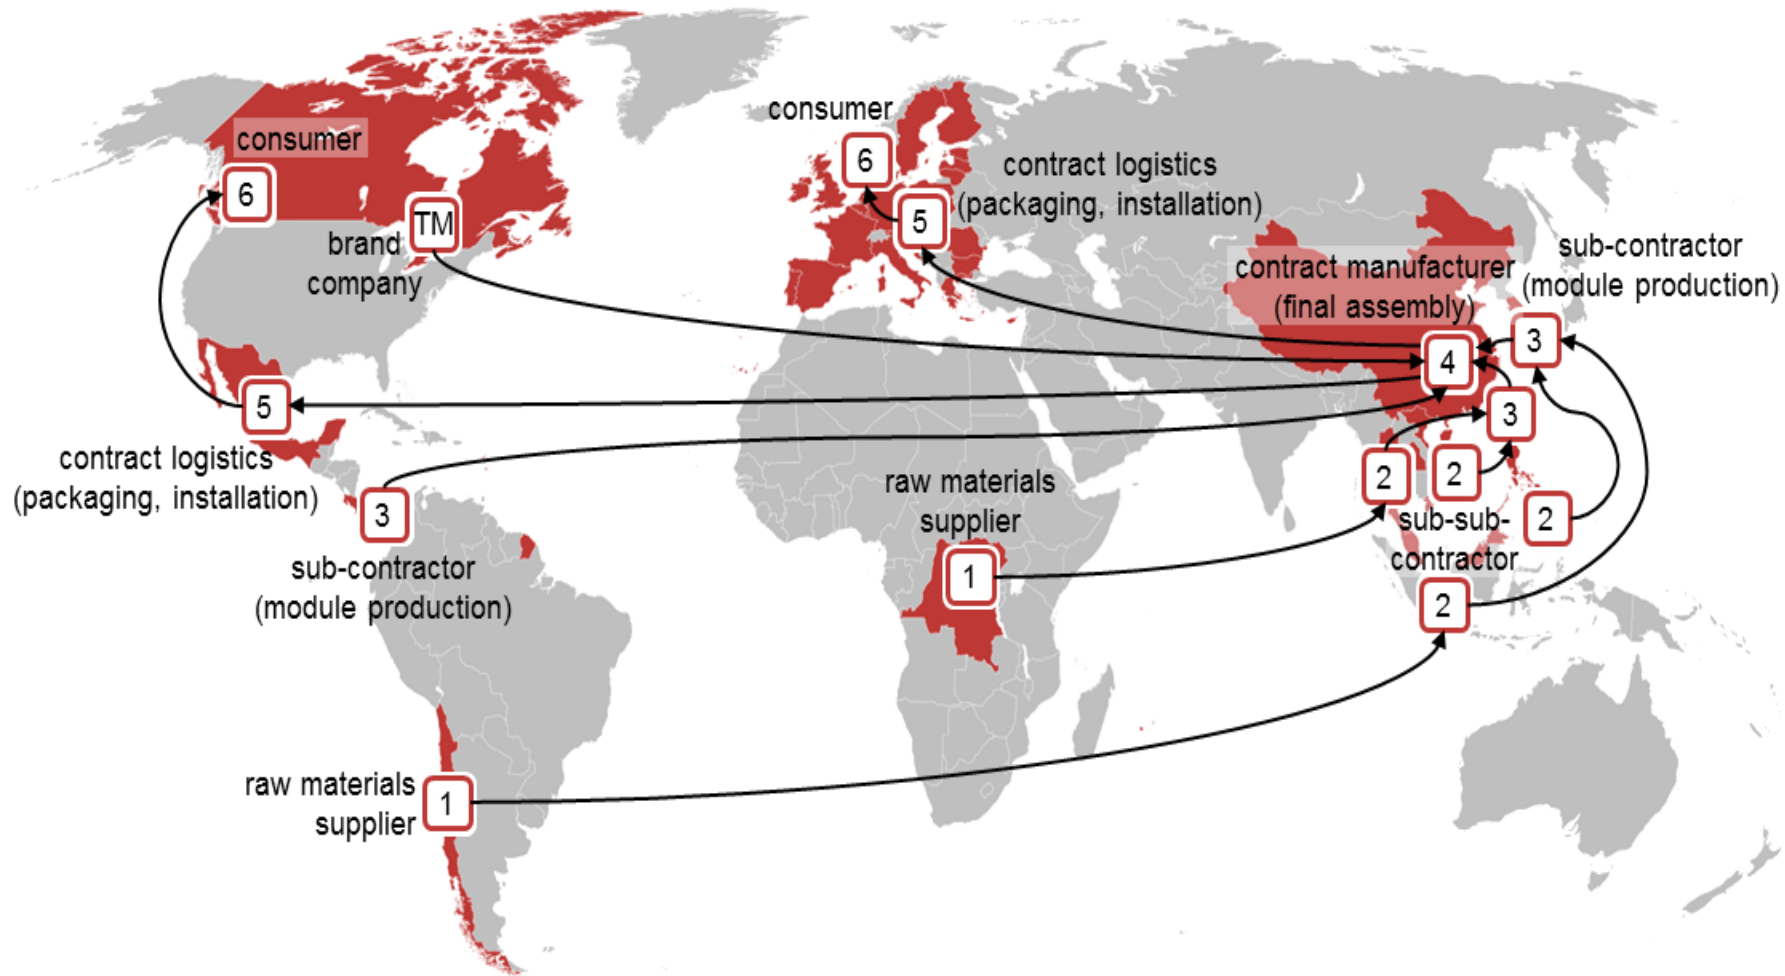 consumer
6
TM
brand
company
5
contract logistics
(packaging, installation)
3
sub-contractor
(module production)
raw materials
supplier
1
consumer
6
contract logistics
(packaging, installation)
5
raw materials
supplier
1
contract manufacturer
(final assembly)
4
sub-contractor
(module production)
3
3
2
2
2
sub-sub-
contractor
2